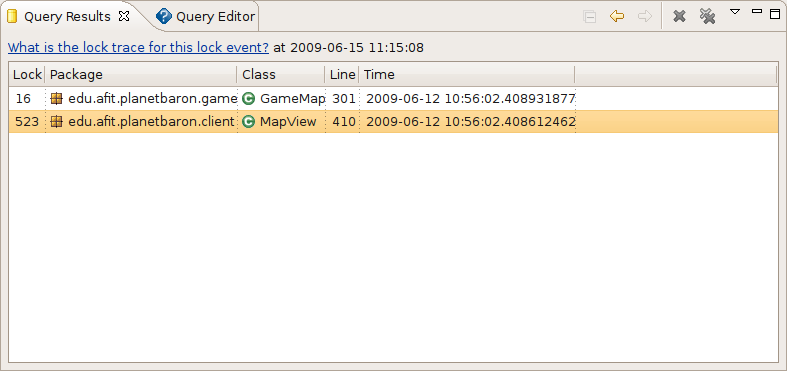 Query Results Query Editor
What is the lock trace for this lock event? at 2009-06-15 11:15:08
Lock Package Class Line Time
16 edu.afit.planetbaron.game GameMap 301 2009-06-12 10:56:02.408931877
523 edu.afit.planetbaron.client MapView 410 2009-06-12 10:56:02.408612462